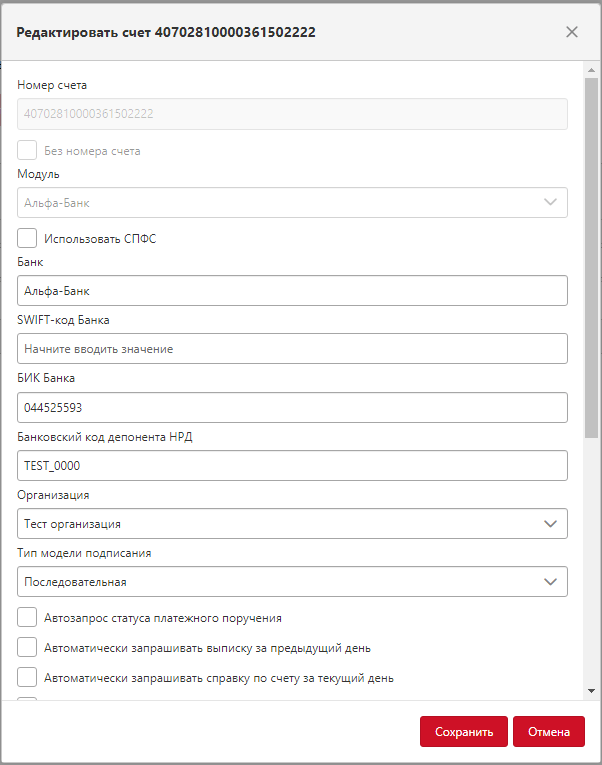 Редактировать счет 40702810000361502222
Номер счета
40702810000361502222
Без номера счета
Модуль
Альфа-Банк
Использовать СПФС
Банк
Альфа-Банк
SWIFT-код Банка
Начните вводить значение
БИК Банка
044525593
Банковский код депонента НРД
TEST_0000
Организация
Тест организация
Тип модели подписания
Последовательная
Автозапрос статуса платежного поручения
Автоматически запрашивать выписку за предыдущий день
Автоматически запрашивать справку по счету за текущий день
Сохранить
Отмена